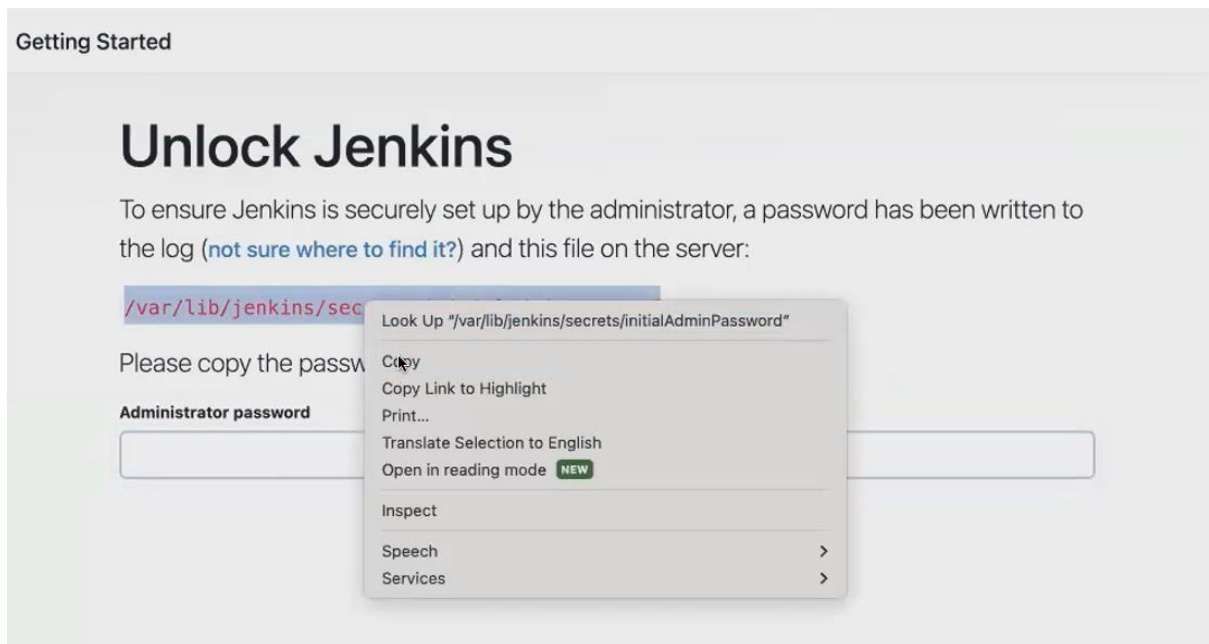 Getting Started
Unlock Jenkins
To ensure Jenkins is securely set up by the administrator, a password has been written to
the log (not sure where to find it?) and this file on the server:
/var/lib/jenkins/sec
Look Up "/var/lib/jenkins/secrets/initialAdminPassword"
Please copy the passw
Copy
Copy Link to Highlight
Administrator password
Print...
Translate Selection to English
Open in reading mode NEW
Inspect
Speech
Services